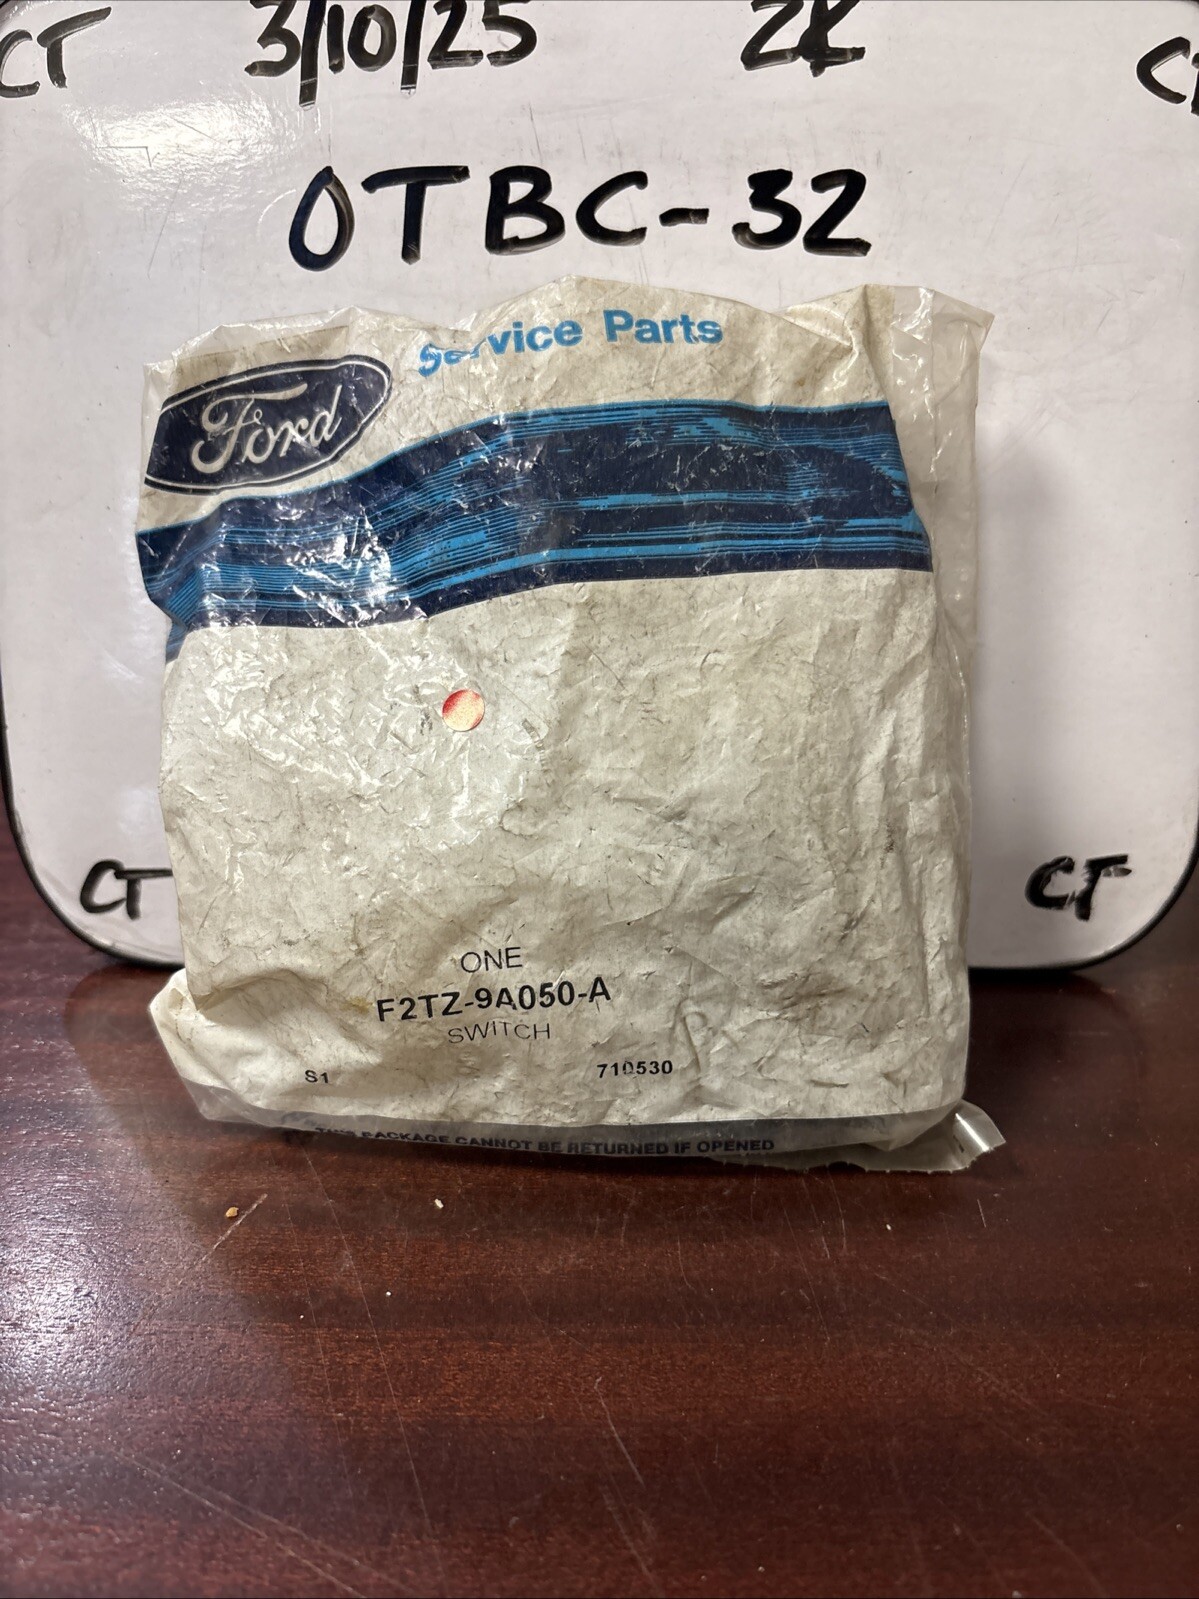 CT 3/10/25 ZK
OTBC-32
Service Parts
Ford
ONE
F2TZ-9A050-A
SWITCH
S1 710530
THIS PACKAGE CANNOT BE RETURNED IF OPENED
CT CT